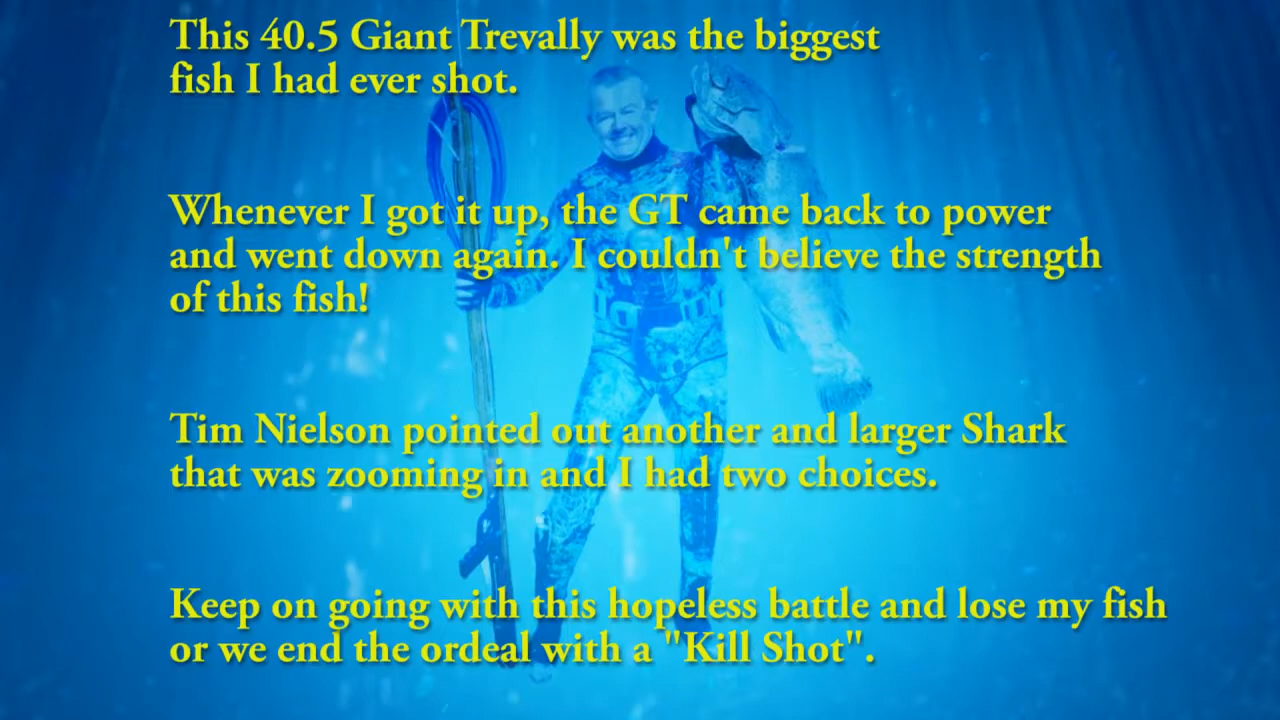 This 40.5 Giant Trevally was the biggest
fish I had ever shot.
Whenever I got it up, the GT came back to power
and went down again. I couldn't believe the strength
of this fish!
Tim Nielson pointed out another and larger Shark
that was zooming in and I had two choices.
Keep on going with this hopeless battle and lose my fish
or we end the ordeal with a "Kill Shot".